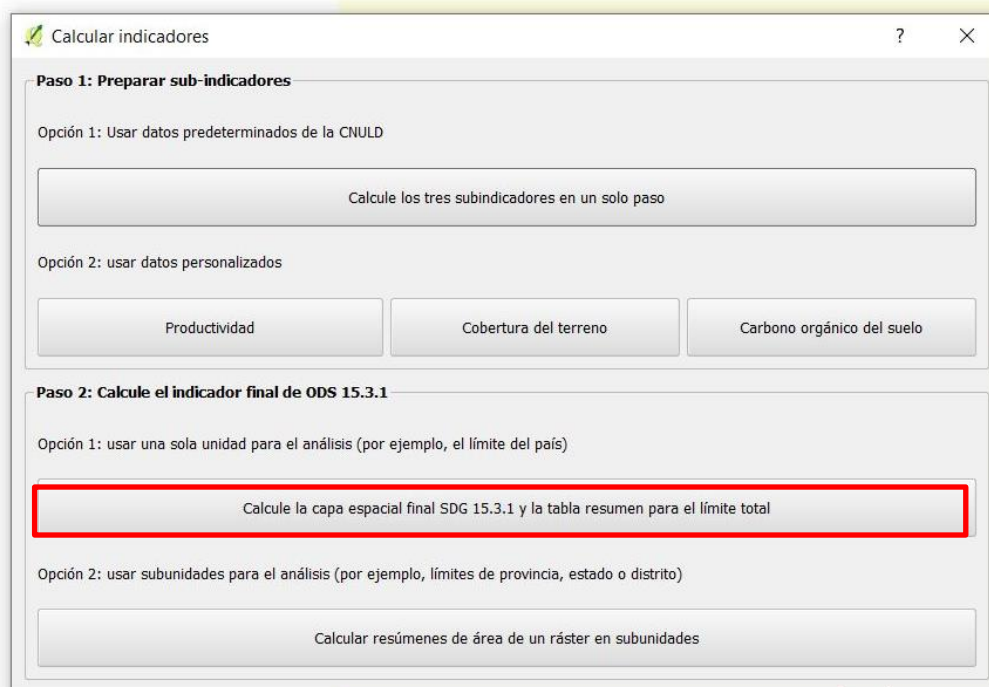 Calcular indicadores
?
Paso 1: Preparar sub-indicadores
Opción 1: Usar datos predeterminados de la CNULD
Calcule los tres subindicadores en un solo paso
Opción 2: usar datos personalizados
Productividad
Cobertura del terreno
Carbono orgánico del suelo
Paso 2: Calcule el indicador final de ODS 15.3.1
Opción 1: usar una sola unidad para el análisis (por ejemplo, el límite del país)
Calcule la capa espacial final SDG 15.3.1 y la tabla resumen para el límite total
Opción 2: usar subunidades para el análisis (por ejemplo, límites de provincia, estado o distrito)
Calcular resúmenes de área de un ráster en subunidades